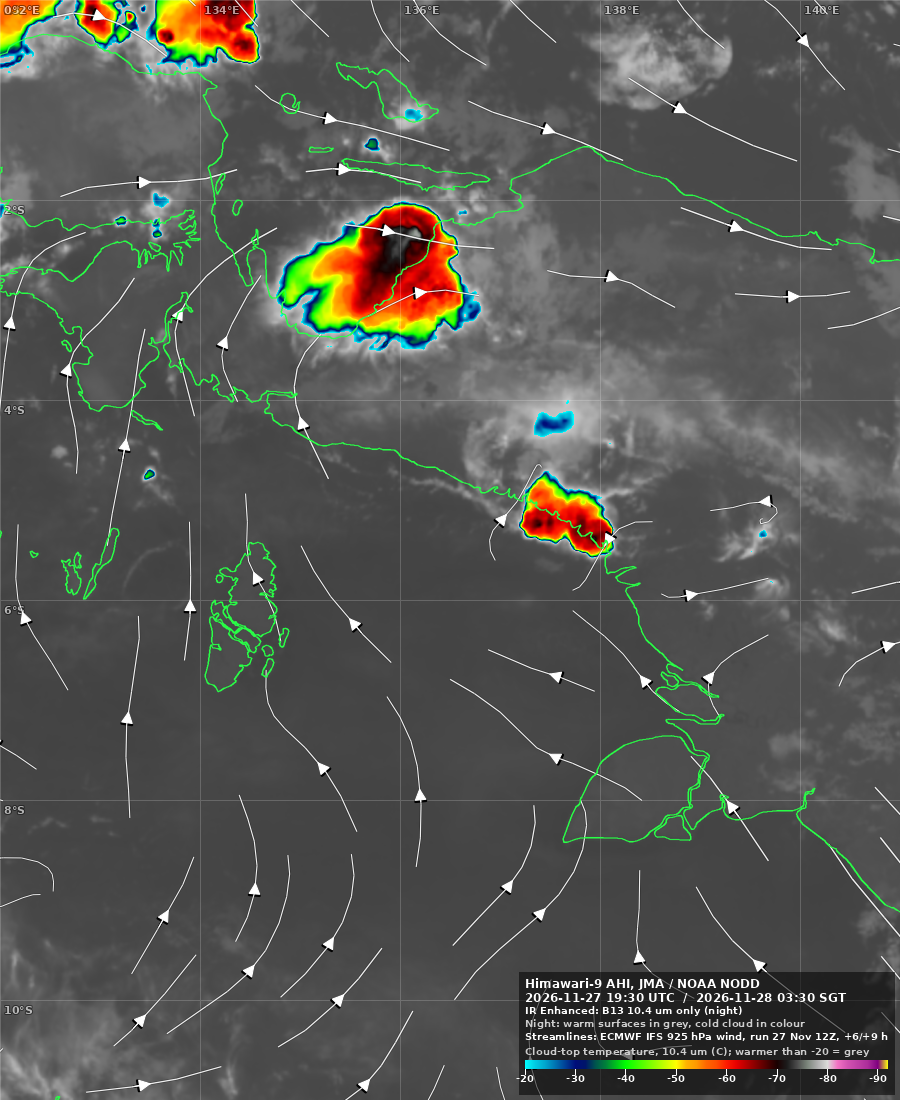 092°E 134°E 136°E 138°E 140°E
2°S
4°S
6°S
8°S
10°S
Himawari-9 AHI, JMA / NOAA NODD
2026-11-27 19:30 UTC / 2026-11-28 03:30 SGT
IR Enhanced: B13 10.4 um only (night)
Night: warm surfaces in grey, cold cloud in colour
Streamlines: ECMWF IFS 925 hPa wind, run 27 Nov 12Z, +6/+9 h
Cloud-top temperature, 10.4 um (C); warmer than -20 = grey
-20 -30 -40 -50 -60 -70 -80 -90